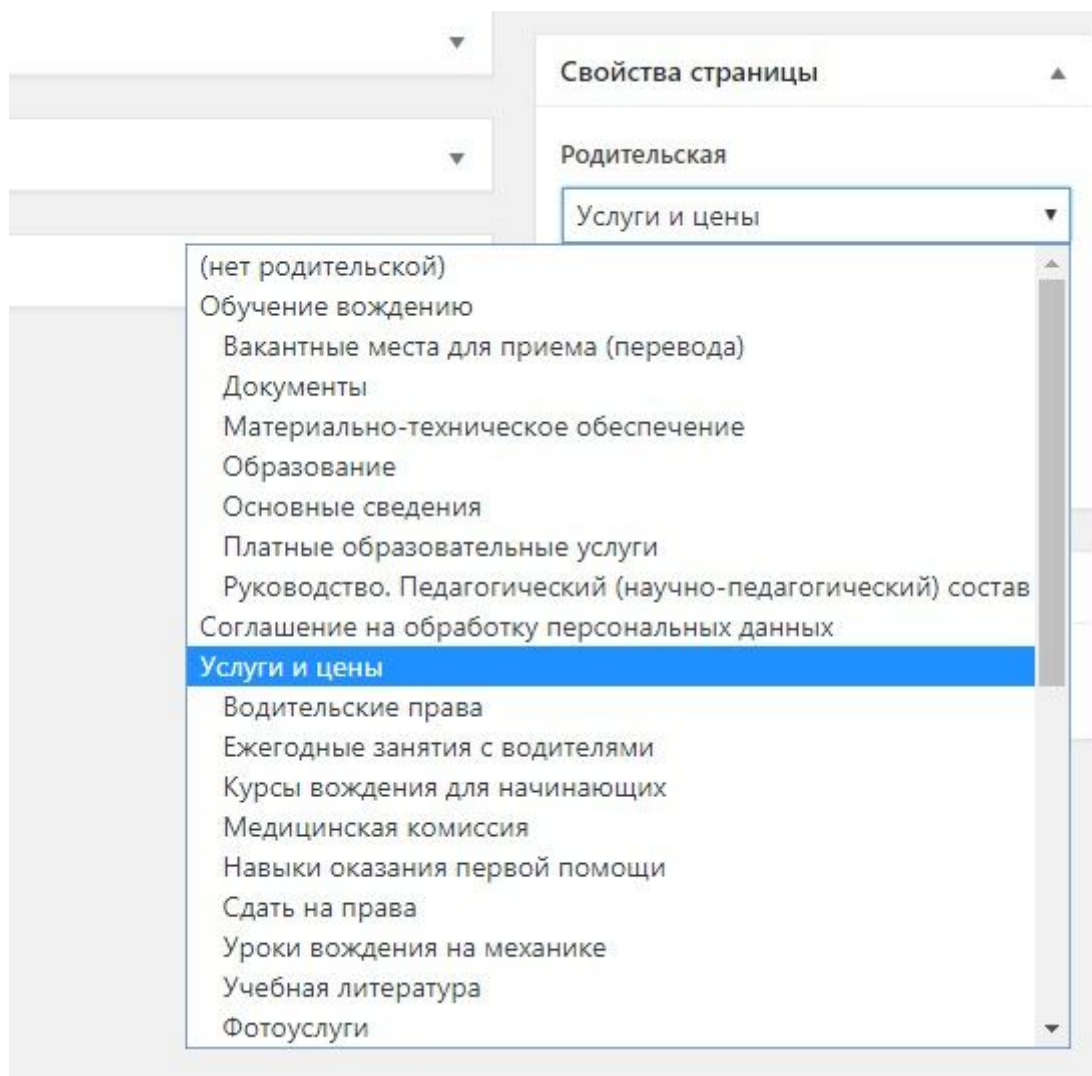 Свойства страницы
Родительская
Услуги и цены
(нет родительской)
Обучение вождению
Вакантные места для приема (перевода)
Документы
Материально-техническое обеспечение
Образование
Основные сведения
Платные образовательные услуги
Руководство. Педагогический (научно-педагогический) состав
Соглашение на обработку персональных данных
Услуги и цены
Водительские права
Ежегодные занятия с водителями
Курсы вождения для начинающих
Медицинская комиссия
Навыки оказания первой помощи
Сдать на права
Уроки вождения на механике
Учебная литература
Фотоуслуги